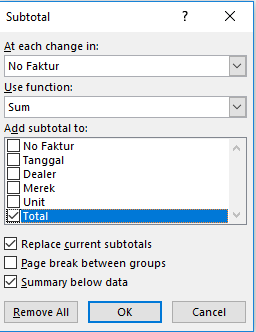 Subtotal
At each change in:
No Faktur
Use function:
Sum
Add subtotal to:
No Faktur
Tanggal
Dealer
Merek
Unit
Total
Replace current subtotals
Page break between groups
Summary below data
Remove All OK Cancel